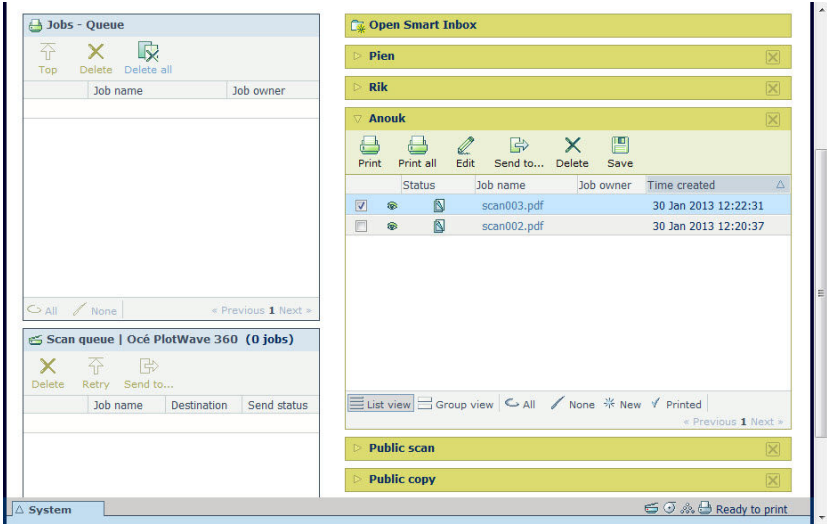 Jobs - Queue
Top Delete Delete all
Job name Job owner
All None « Previous 1 Next »
Scan queue | Océ PlotWave 360 (0 jobs)
Delete Retry Send to...
Job name Destination Send status
Open Smart Inbox
Pien
Rik
Anouk
Print Print all Edit Send to... Delete Save
Status Job name Job owner Time created
scan003.pdf 30 Jan 2013 12:22:31
scan002.pdf 30 Jan 2013 12:20:37
List view Group view All None New Printed
« Previous 1 Next »
Public scan
Public copy
System Ready to print